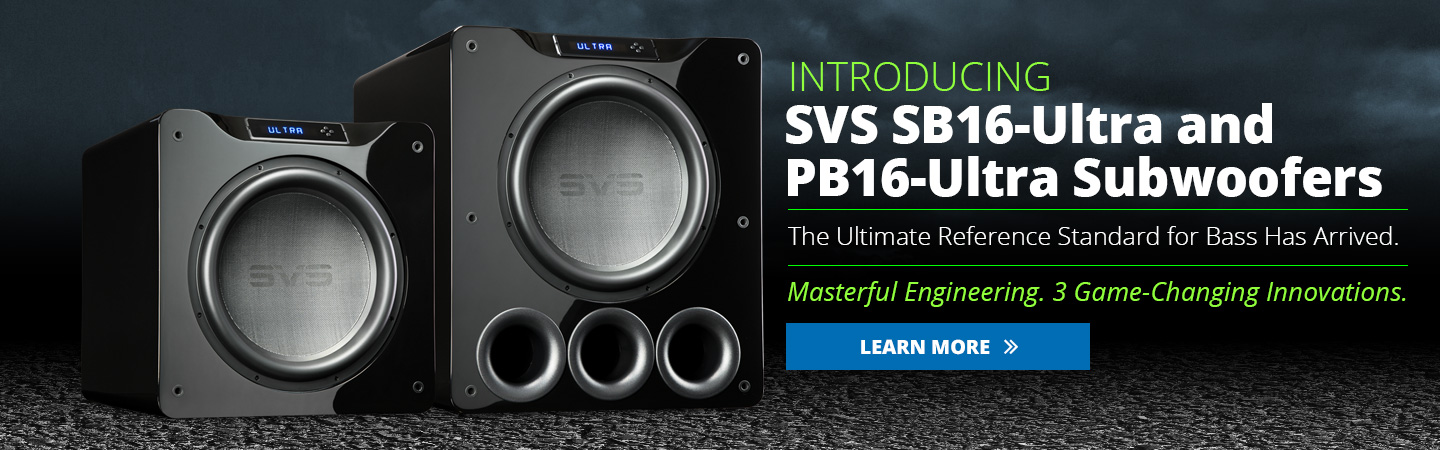 ULTRA
SVS
ULTRA
SVS
INTRODUCING
SVS SB16-Ultra and
PB16-Ultra Subwoofers
The Ultimate Reference Standard for Bass Has Arrived.
Masterful Engineering. 3 Game-Changing Innovations.
LEARN MORE »